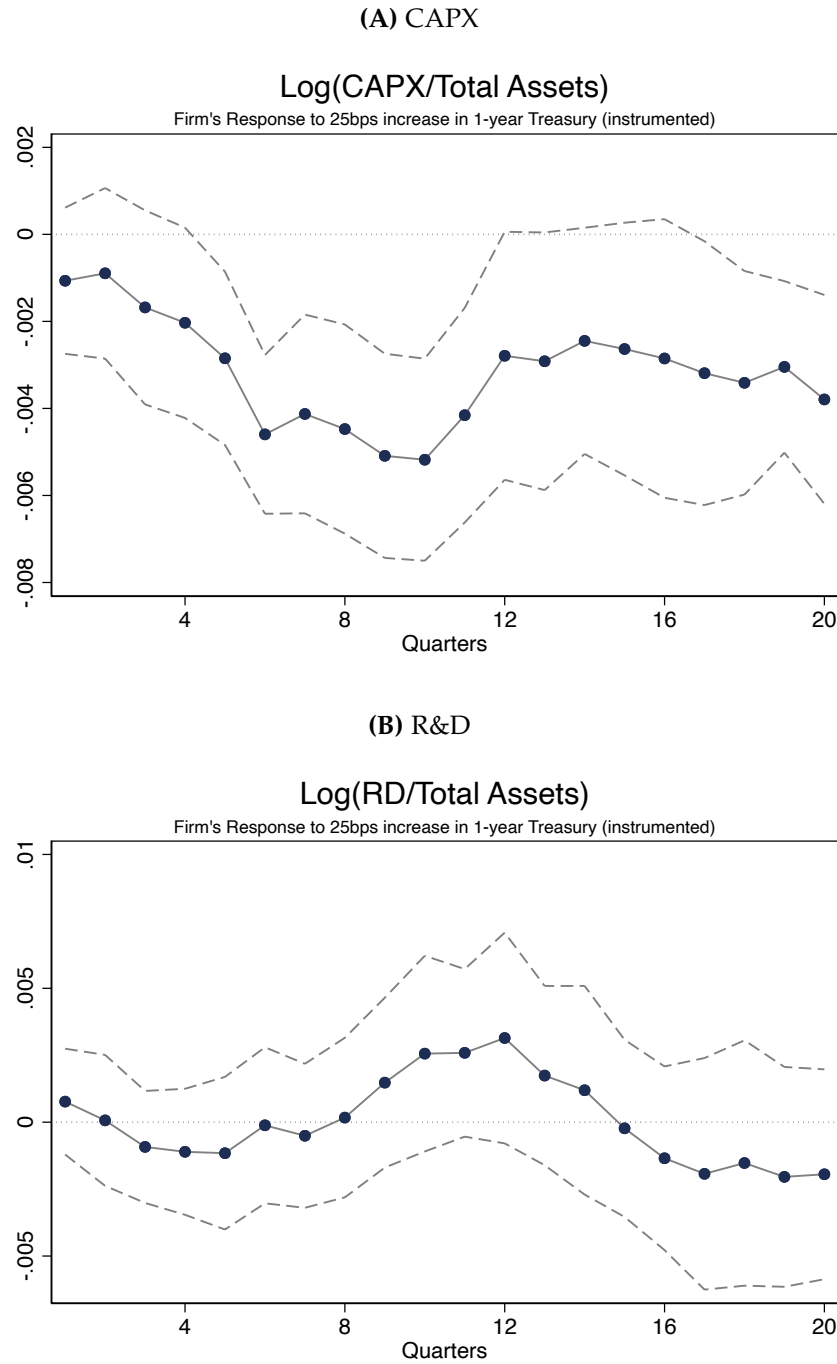 (A) CAPX
Log(CAPX/Total Assets)
Firm's Response to 25bps increase in 1-year Treasury (instrumented)
.002
0
-.002
-.004
-.006
-.008
4 8 12 16 20
Quarters
(B) R&D
Log(RD/Total Assets)
Firm's Response to 25bps increase in 1-year Treasury (instrumented)
.01
.005
0
-.005
4 8 12 16 20
Quarters